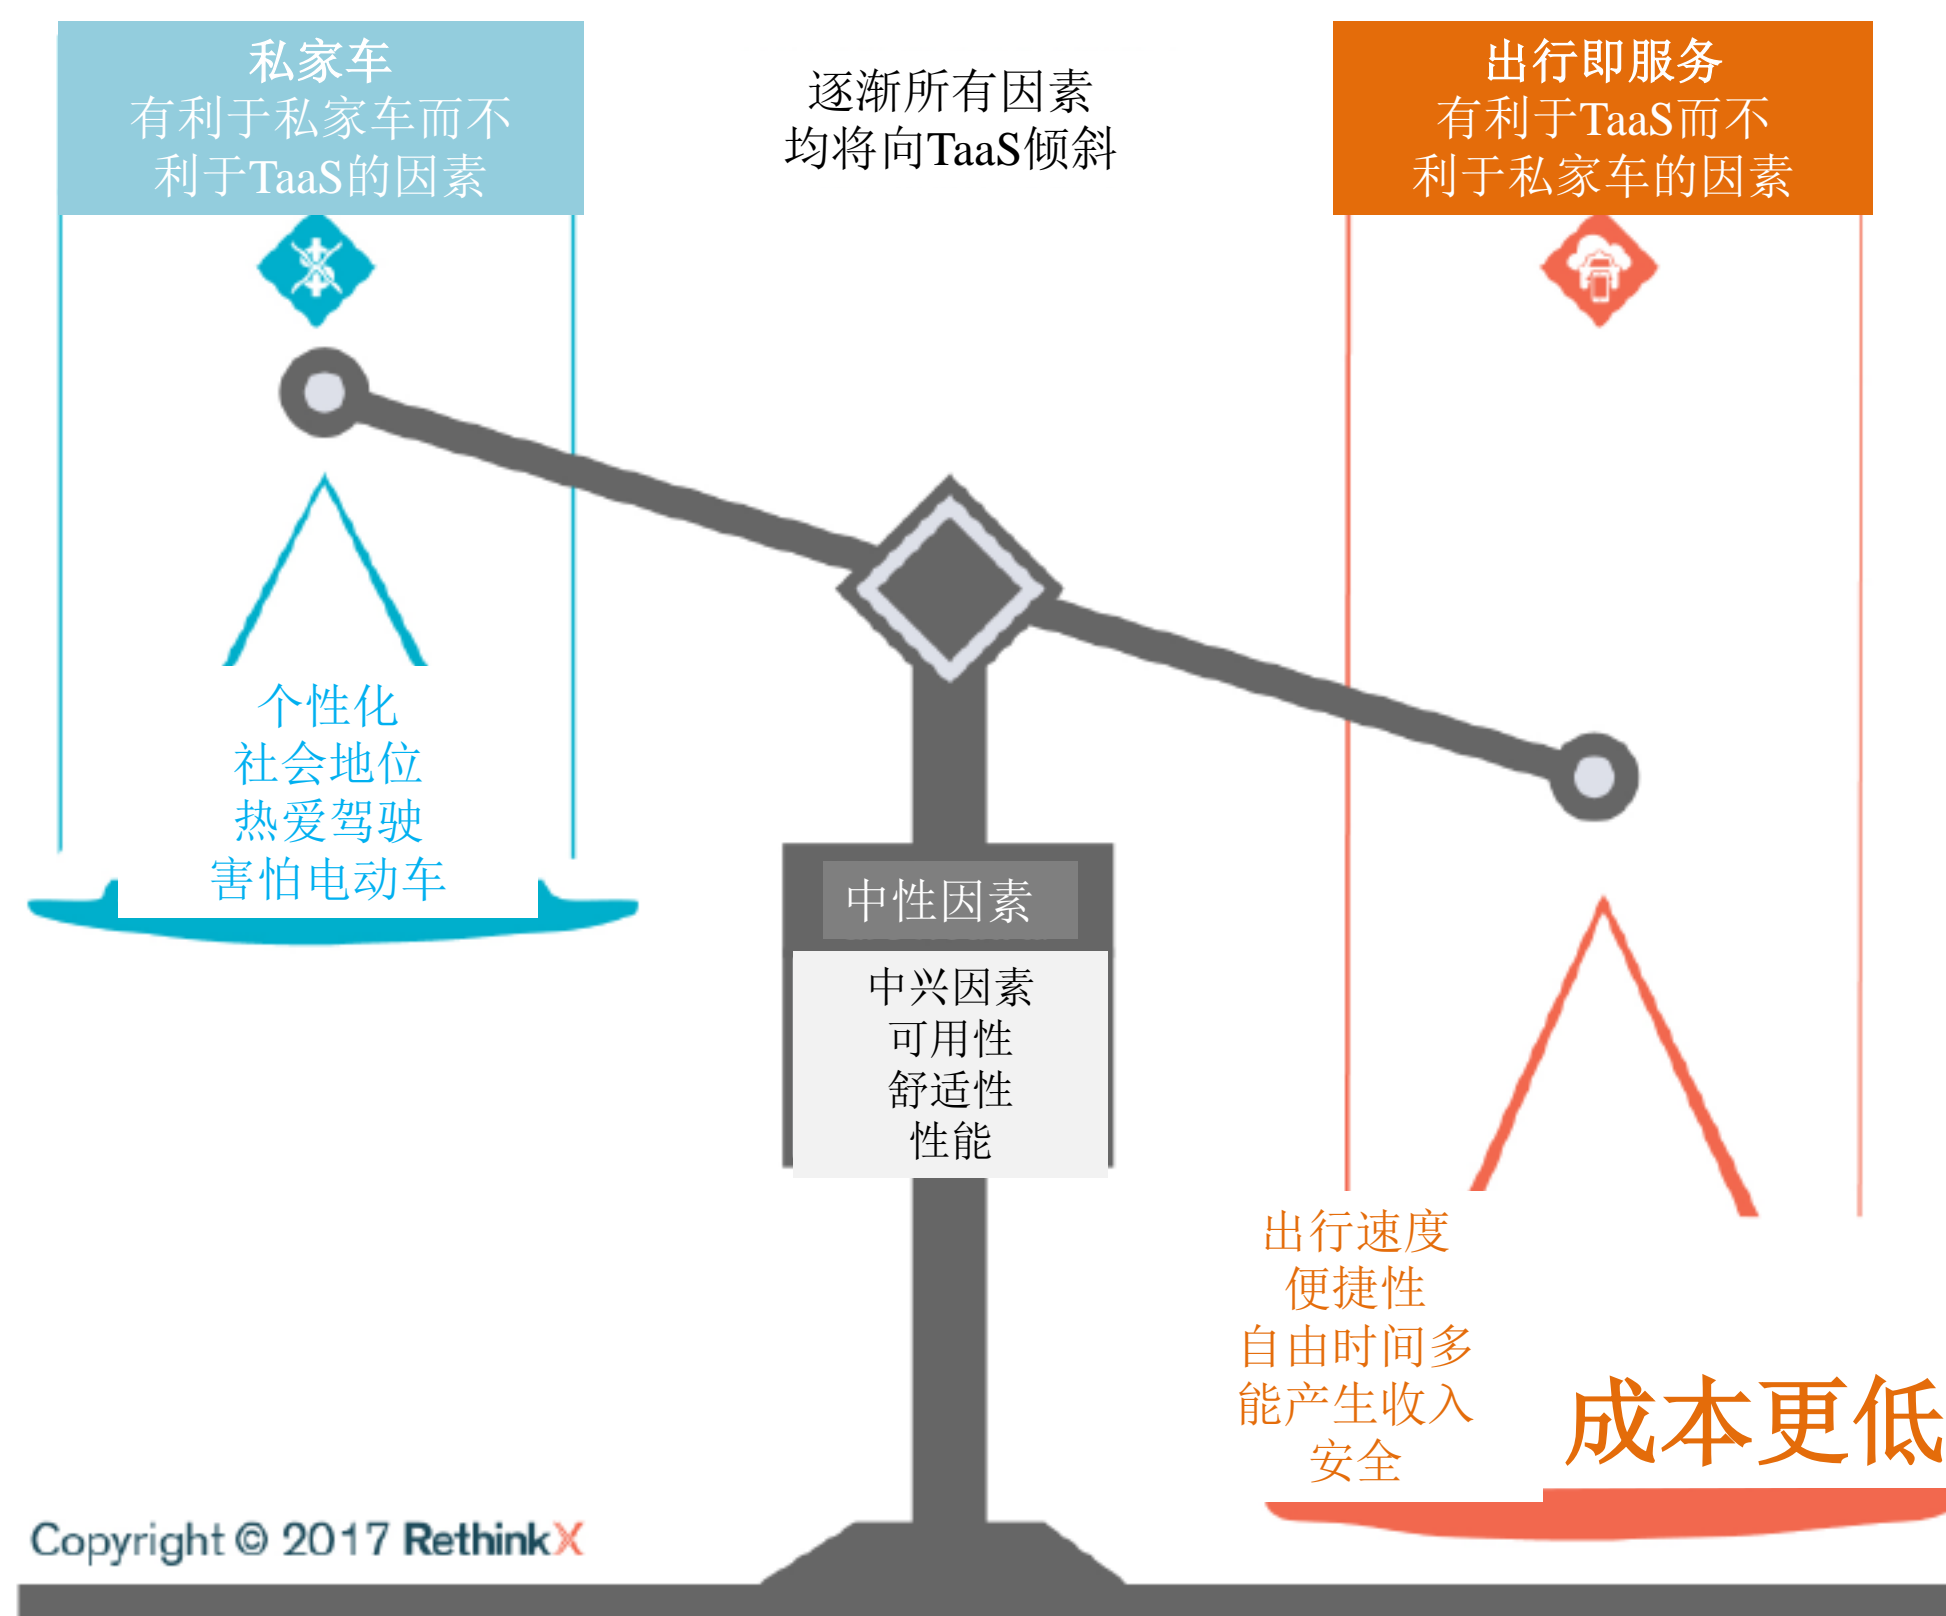 私家车
有利于私家车而不
利于TaaS的因素
逐渐所有因素
均将向TaaS倾斜
出行即服务
有利于TaaS而不
利于私家车的因素
个性化
社会地位
热爱驾驶
害怕电动车
中性因素
中兴因素
可用性
舒适性
性能
出行速度
便捷性
自由时间多
能产生收入
安全
成本更低
Copyright © 2017 RethinkX